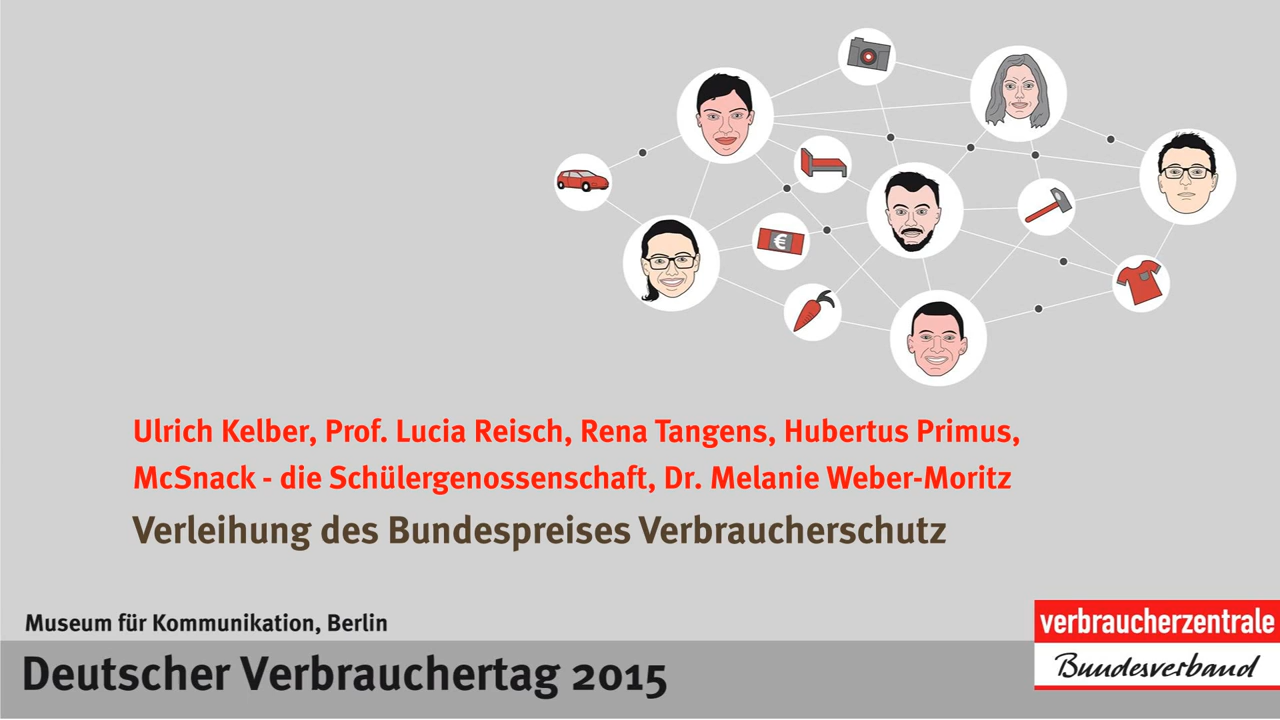 €
Ulrich Kelber, Prof. Lucia Reisch, Rena Tangens, Hubertus Primus,
McSnack - die Schülergenossenschaft, Dr. Melanie Weber-Moritz
Verleihung des Bundespreises Verbraucherschutz
Museum für Kommunikation, Berlin
Deutscher Verbrauchertag 2015
verbraucherzentrale
Bundesverband